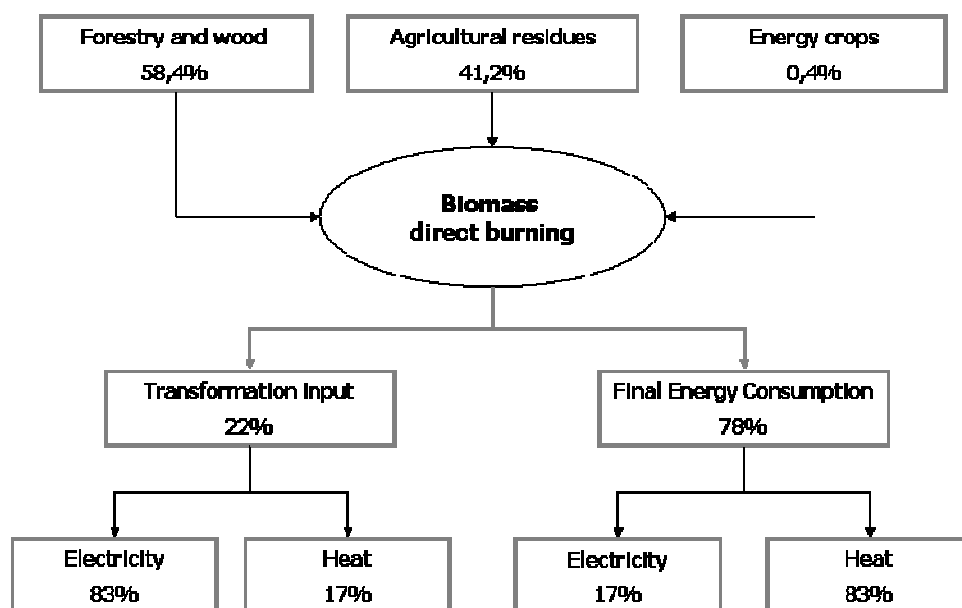 Forestry and wood
58,4%
Agricultural residues
41,2%
Energy crops
0,4%
Biomass
direct burning
Transformation input
22%
Final Energy Consumption
78%
Electricity
83%
Heat
17%
Electricity
17%
Heat
83%